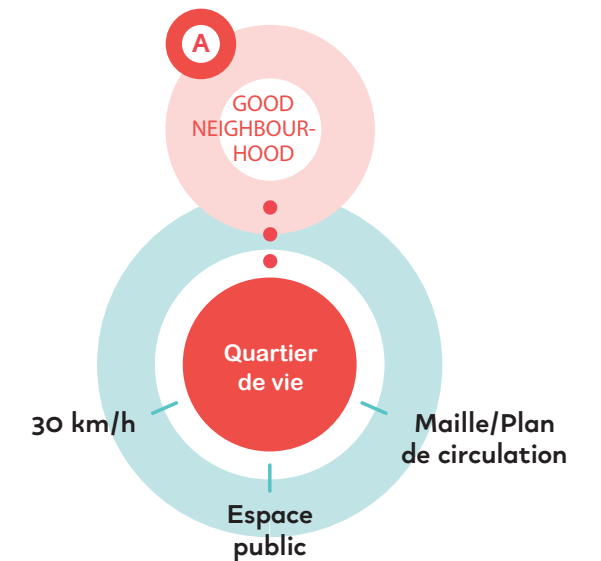 A
GOOD
NEIGHBOUR-
HOOD
Quartier
de vie
30 km/h
Maille/Plan
de circulation
Espace
public